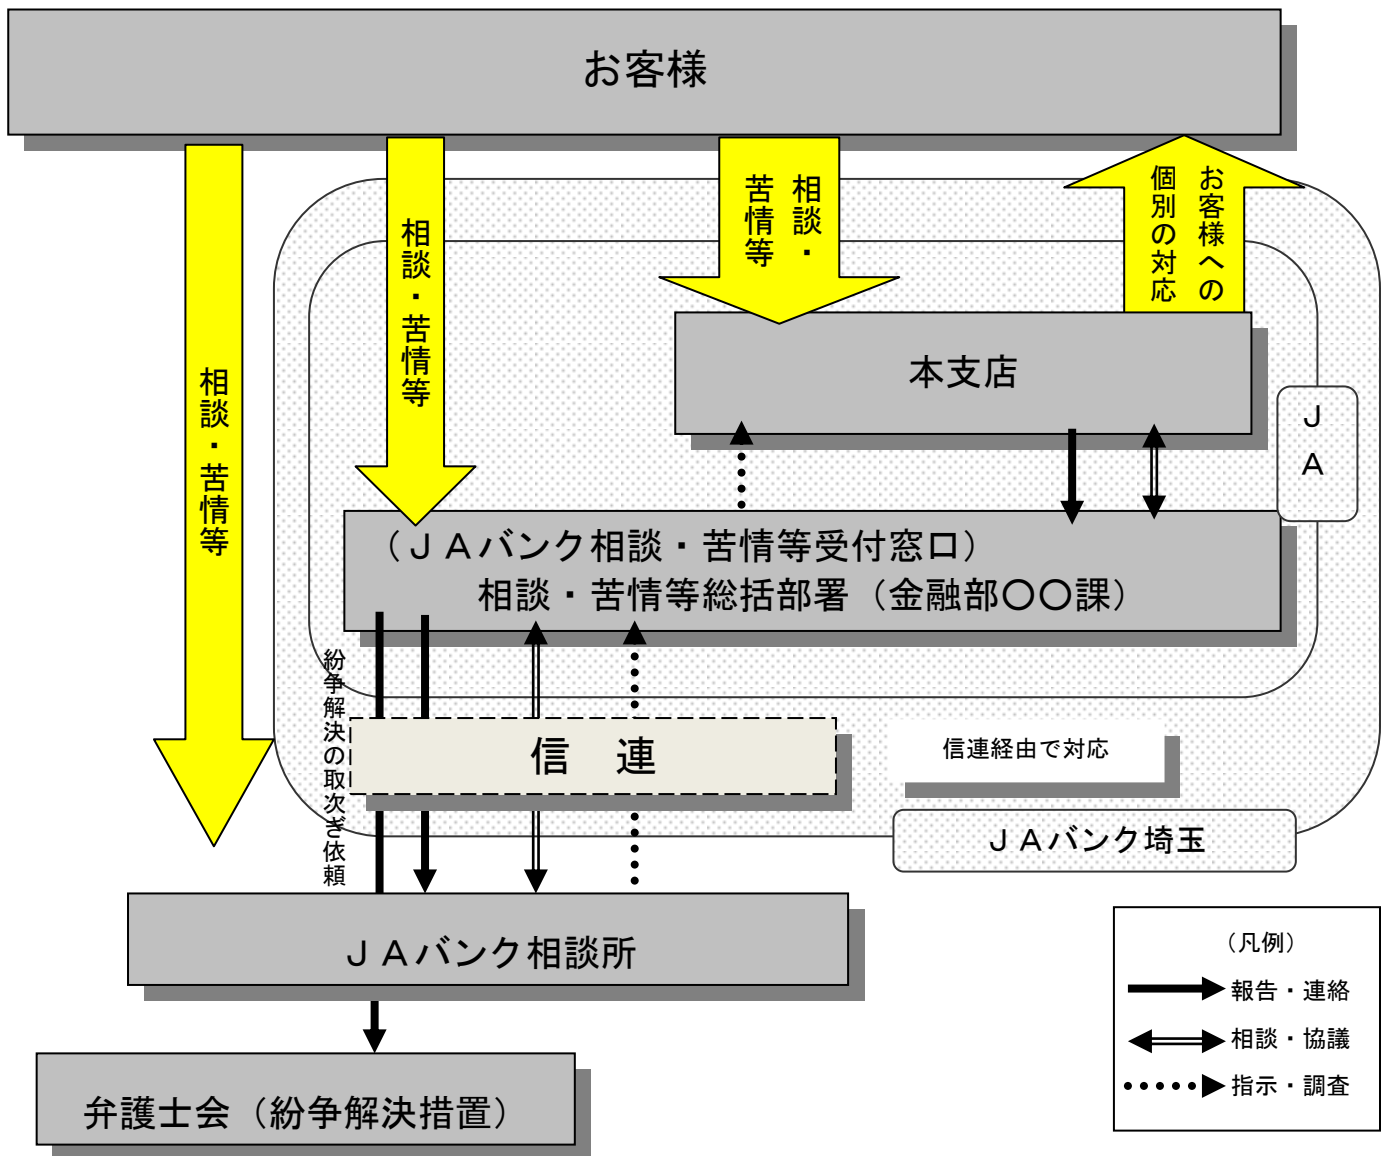 お客様
相談・苦情等
相談・苦情等
相談・
苦情等
お客様への
個別の対応
本支店
ＪＡ
（ＪＡバンク相談・苦情等受付窓口）
相談・苦情等総括部署（金融部〇〇課）
紛争解決の取次ぎ依頼
信　連
信連経由で対応
ＪＡバンク埼玉
ＪＡバンク相談所
弁護士会（紛争解決措置）
（凡例）
報告・連絡
相談・協議
指示・調査